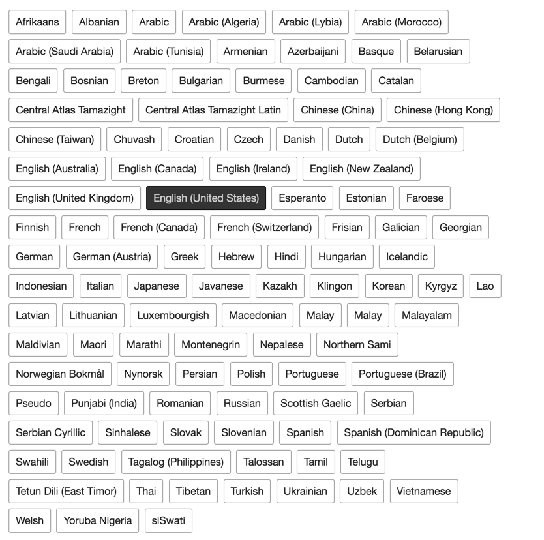 Afrikaans Albanian Arabic Arabic (Algeria) Arabic (Lybia) Arabic (Morocco)
Arabic (Saudi Arabia) Arabic (Tunisia) Armenian Azerbaijani Basque Belarusian
Bengali Bosnian Breton Bulgarian Burmese Cambodian Catalan
Central Atlas Tamazight Central Atlas Tamazight Latin Chinese (China) Chinese (Hong Kong)
Chinese (Taiwan) Chuvash Croatian Czech Danish Dutch Dutch (Belgium)
English (Australia) English (Canada) English (Ireland) English (New Zealand)
English (United Kingdom) English (United States) Esperanto Estonian Faroese
Finnish French French (Canada) French (Switzerland) Frisian Galician Georgian
German German (Austria) Greek Hebrew Hindi Hungarian Icelandic
Indonesian Italian Japanese Javanese Kazakh Klingon Korean Kyrgyz Lao
Latvian Lithuanian Luxembourgish Macedonian Malay Malay Malayalam
Maldivian Maori Marathi Montenegrin Nepalese Northern Sami
Norwegian Bokmål Nynorsk Persian Polish Portuguese Portuguese (Brazil)
Pseudo Punjabi (India) Romanian Russian Scottish Gaelic Serbian
Serbian Cyrillic Sinhalese Slovak Slovenian Spanish Spanish (Dominican Republic)
Swahili Swedish Tagalog (Philippines) Talossan Tamil Telugu
Tetun Dili (East Timor) Thai Tibetan Turkish Ukrainian Uzbek Vietnamese
Welsh Yoruba Nigeria siSwati